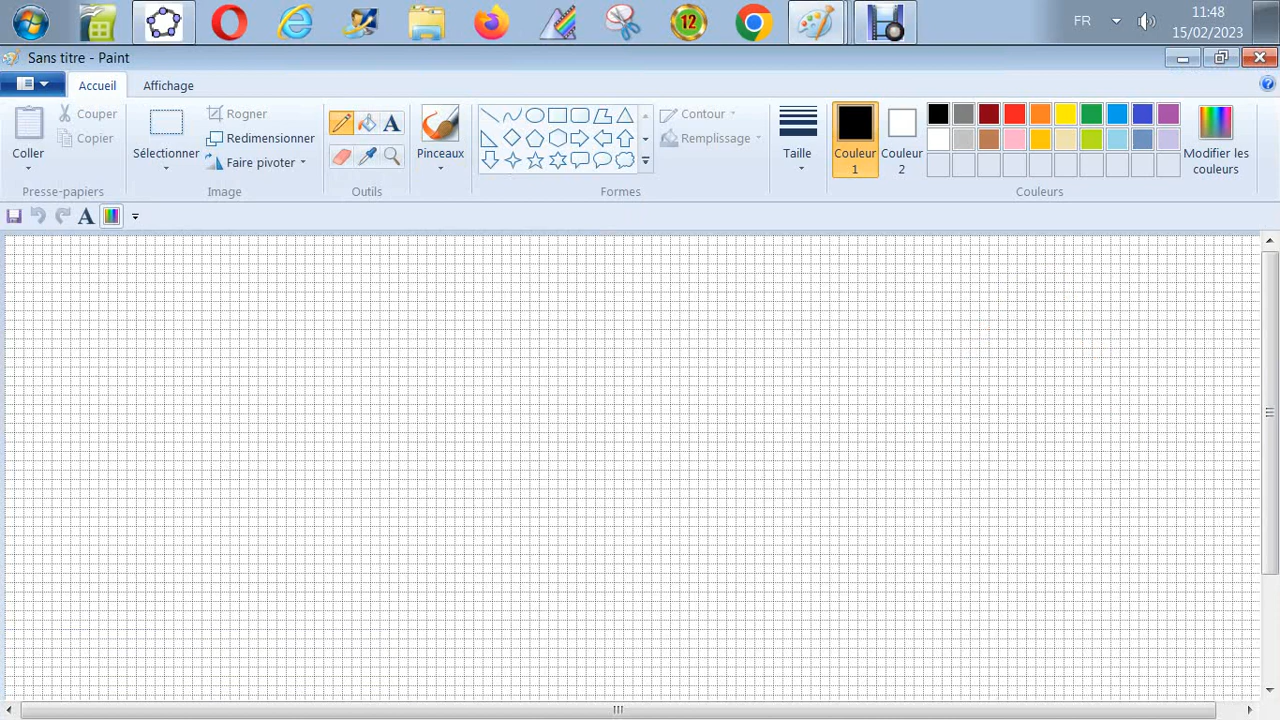 12
FR
11:48
15/02/2023
Sans titre - Paint
Accueil
Affichage
Coller
Couper
Copier
Presse-papiers
Sélectionner
Rogner
Redimensionner
Faire pivoter
Image
A
Outils
Pinceaux
Contour
Remplissage
Formes
Taille
Couleur
1
Couleur
2
Modifier les
couleurs
Couleurs
A